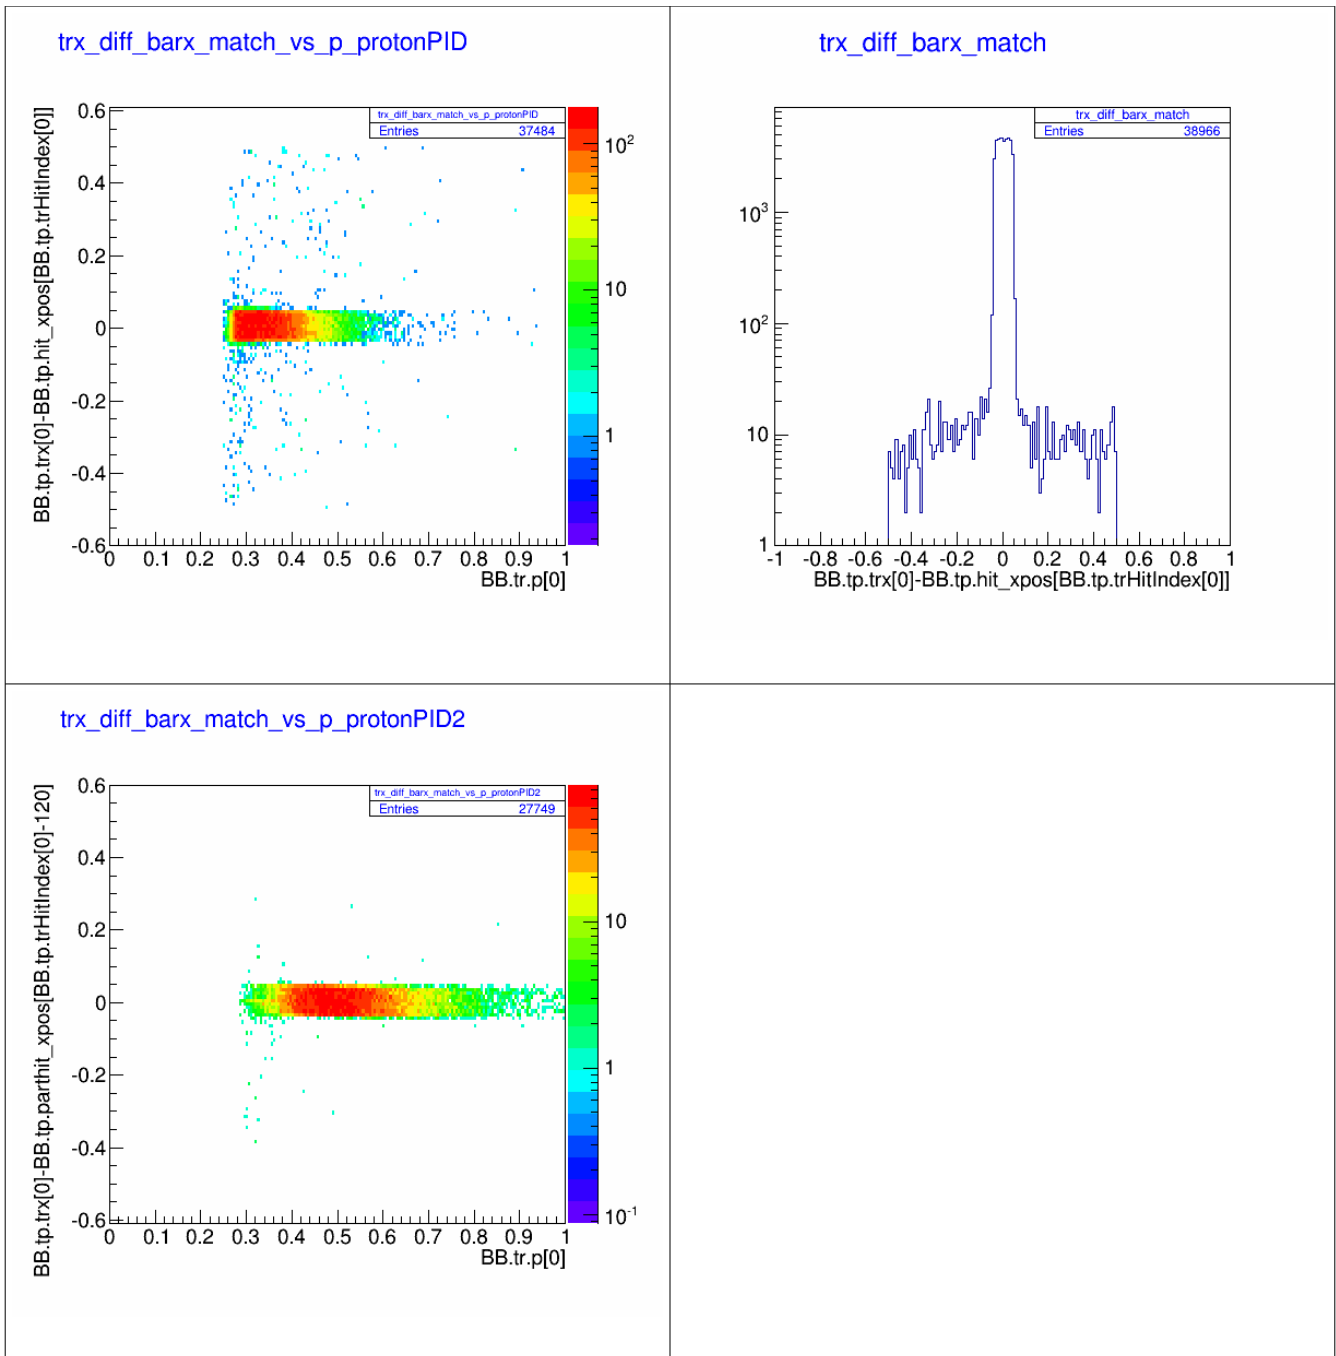 trx_diff_barx_match_vs_p_protonPID
trx_diff_barx_match_vs_p_protonPID
Entries 37484
BB.tp.trx[0]-BB.tp.hit_xpos[BB.tp.trHitIndex[0]]
0.6
0.4
0.2
0
-0.2
-0.4
-0.6
0 0.1 0.2 0.3 0.4 0.5 0.6 0.7 0.8 0.9 1
BB.tr.p[0]
10²
10
1
trx_diff_barx_match
trx_diff_barx_match
Entries 38966
10³
10²
10
1
-1 -0.8 -0.6 -0.4 -0.2 0 0.2 0.4 0.6 0.8 1
BB.tp.trx[0]-BB.tp.hit_xpos[BB.tp.trHitIndex[0]]
trx_diff_barx_match_vs_p_protonPID2
trx_diff_barx_match_vs_p_protonPID2
Entries 27749
BB.tp.trx[0]-BB.tp.parthit_xpos[BB.tp.trHitIndex[0]-120]
0.6
0.4
0.2
0
-0.2
-0.4
-0.6
0 0.1 0.2 0.3 0.4 0.5 0.6 0.7 0.8 0.9 1
BB.tr.p[0]
10
1
10⁻¹